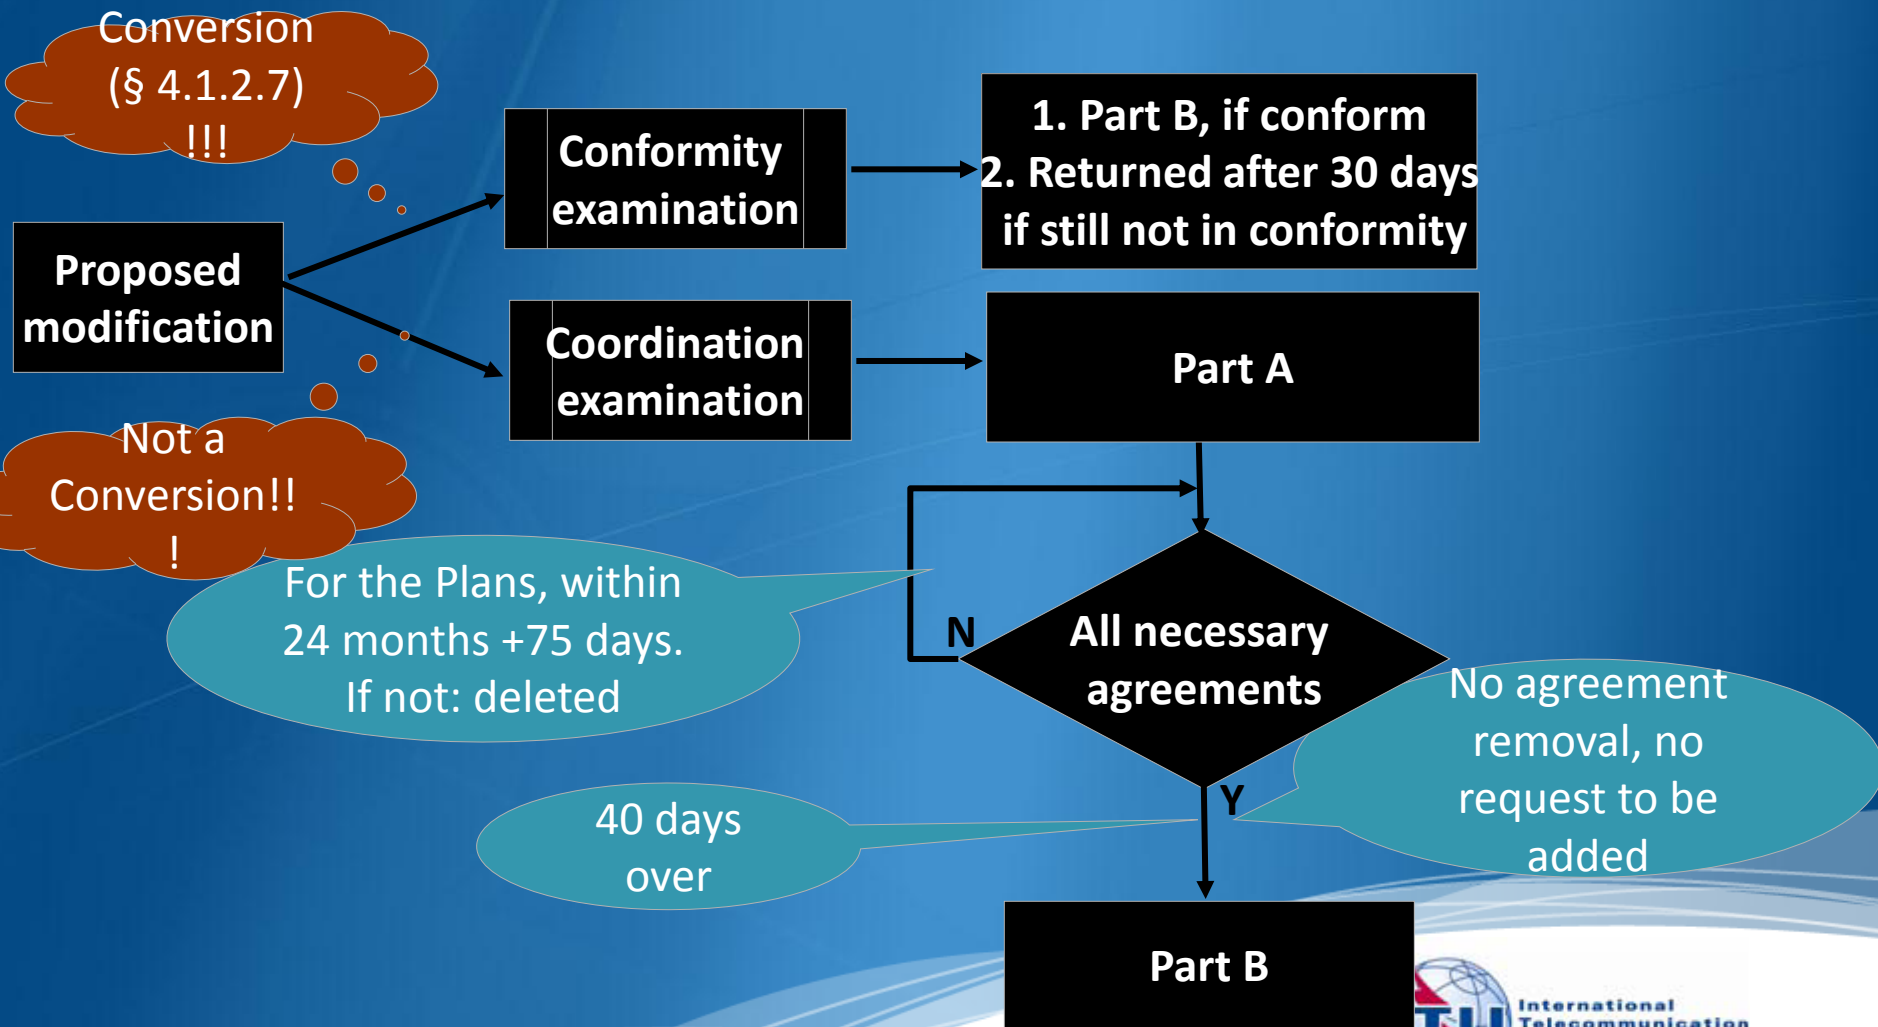 Conversion
(§ 4.1.2.7)
!!!
Proposed
modification
Conformity
examination
1. Part B, if conform
2. Returned after 30 days
if still not in conformity
Coordination
examination
Part A
Not a
Conversion!!
!
For the Plans, within
24 months +75 days.
If not: deleted
N
All necessary
agreements
No agreement
removal, no
request to be
added
Y
40 days
over
Part B
International
Telecommunication